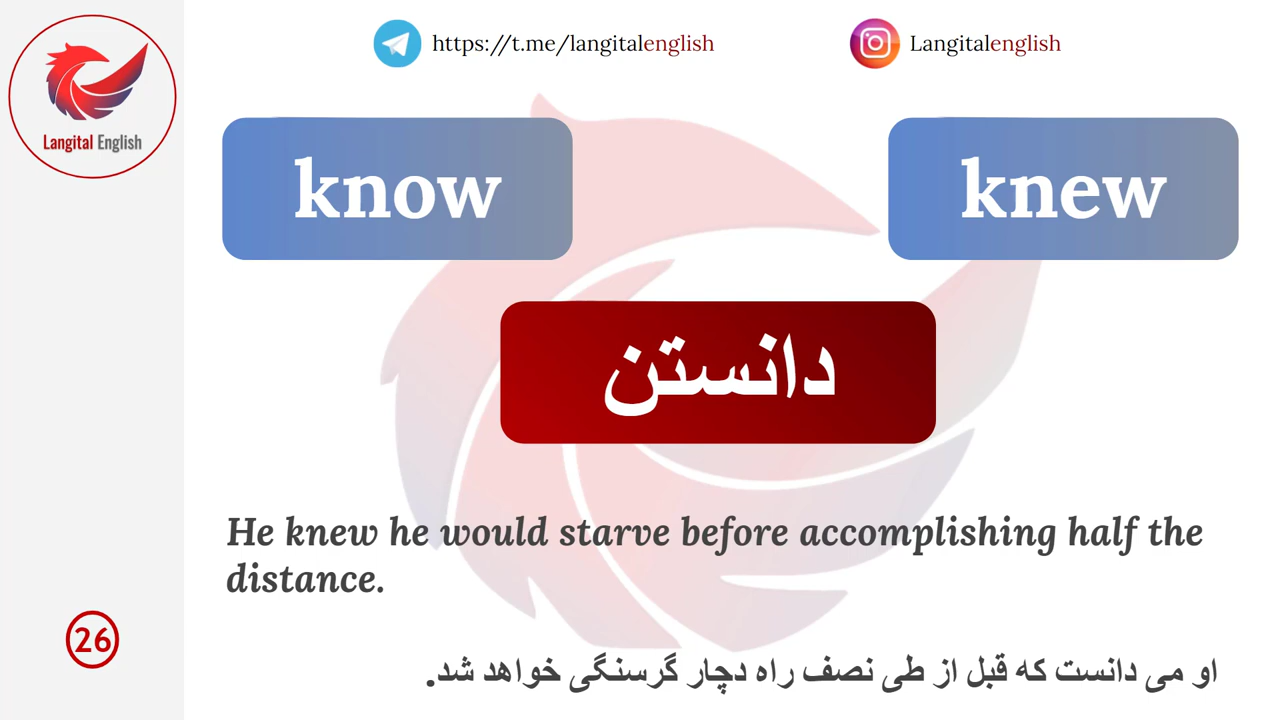 Langital English
https://t.me/langitalenglish
Langitalenglish
know
knew
دانستن
He knew he would starve before accomplishing half the
distance.
26
او می دانست که قبل از طی نصف راه دچار گرسنگی خواهد شد.